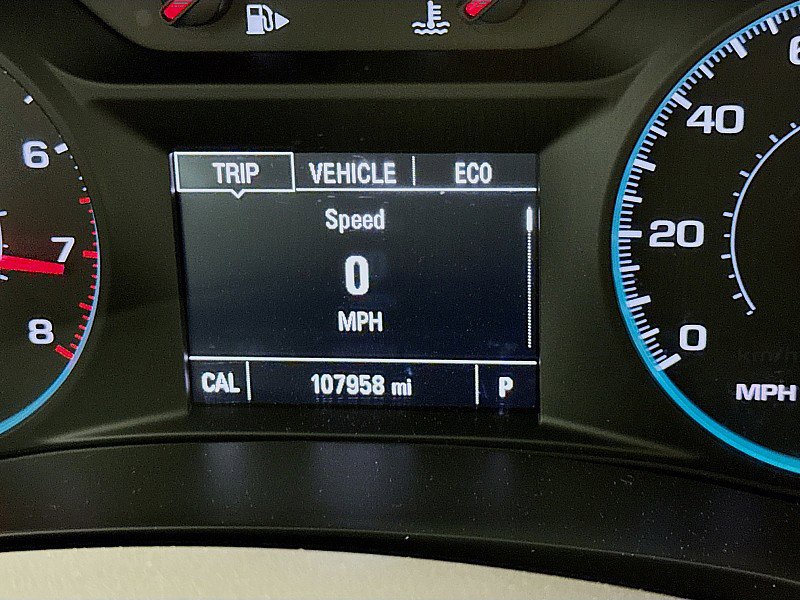 TRIP VEHICLE ECO
Speed
0
MPH
CAL 107958 mi P
6
7
8
40
20
0
MPH